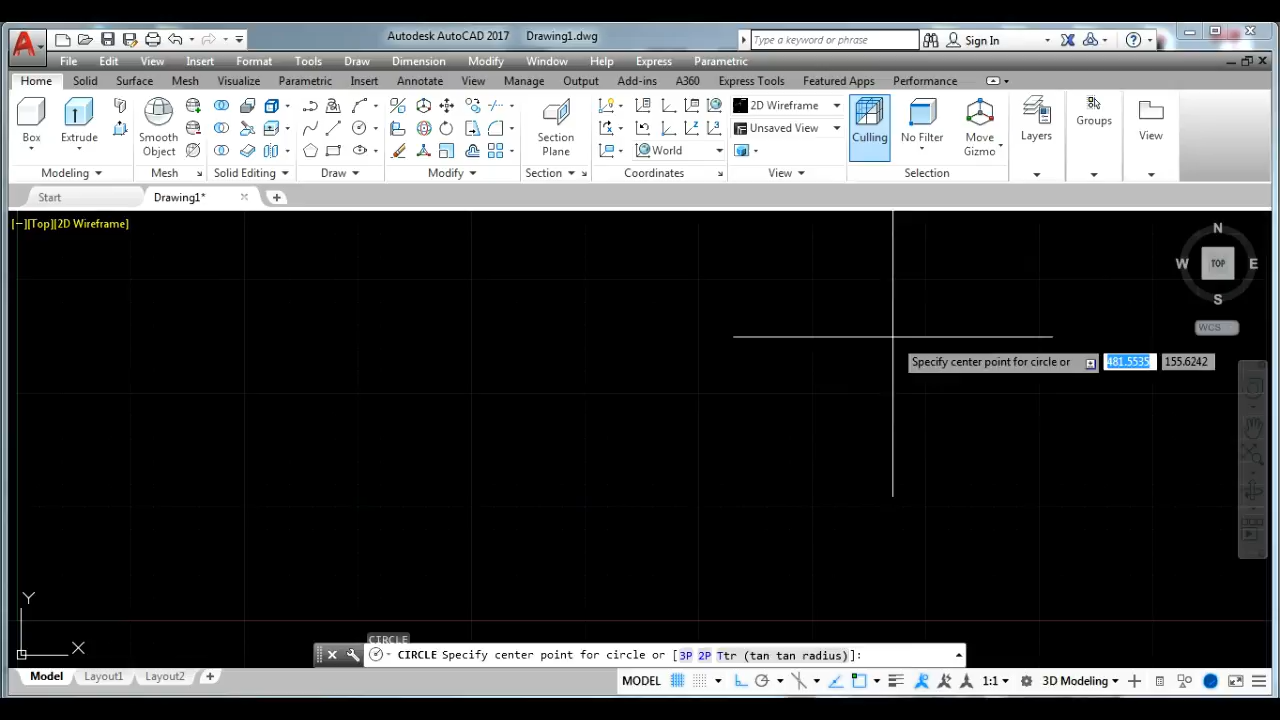 Autodesk AutoCAD 2017 Drawing1.dwg
Type a keyword or phrase
Sign In
File Edit View Insert Format Tools Draw Dimension Modify Window Help Express Parametric
Home Solid Surface Mesh Visualize Parametric Insert Annotate View Manage Output Add-ins A360 Express Tools Featured Apps Performance
2D Wireframe
Unsaved View
World
Box Extrude Smooth Object Section Plane Culling No Filter Move Gizmo Layers Groups View
Modeling Mesh Solid Editing Draw Modify Section Coordinates View Selection
Start Drawing1*
[−][Top][2D Wireframe]
N
W TOP E
S
WCS
Specify center point for circle or 481.5535 155.6242
Y
X
CIRCLE
CIRCLE Specify center point for circle or [3P 2P Ttr (tan tan radius)]:
Model Layout1 Layout2 +
MODEL 1:1 3D Modeling